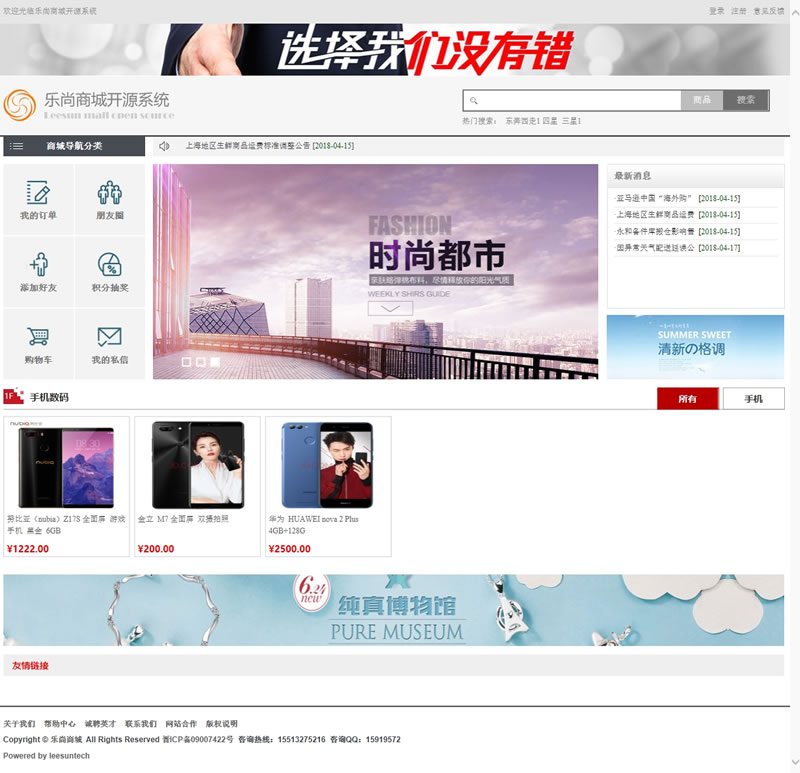 欢迎光临乐尚商城开源系统
登录 注册 意见反馈
选择我们没有错
乐尚商城开源系统
Leesun mall open source
商品 搜索
热门搜索： 东奔西走1 四星 三星1
商城导航分类
上海地区生鲜商品运费标准调整公告 [2018-04-15]
我的订单 朋友圈
添加好友 积分抽奖
购物车 我的私信
FASHION
时尚都市
WEEKLY SHIRS GUIDE
最新消息
·亚马逊中国“海外购” [2018-04-15]
·上海地区生鲜商品运费 [2018-04-15]
·永和备件库报仓影响售 [2018-04-15]
·因异常天气配送延误公 [2018-04-17]
SUMMER SWEET
清新の格调
1F 手机数码
所有 手机
努比亚（nubia）Z17S 全面屏 游戏
手机 黑金 6GB
¥1222.00
金立 M7 全面屏 双摄拍照
¥200.00
华为 HUAWEI nova 2 Plus
4GB+128G
¥2500.00
6.24
new
纯真博物馆
PURE MUSEUM
友情链接
关于我们 帮助中心 诚聘英才 联系我们 网站合作 版权说明
Copyright © 乐尚商城 All Rights Reserved 晋ICP备09007422号 咨询热线：15513275216 咨询QQ：15919572
Powered by leesuntech